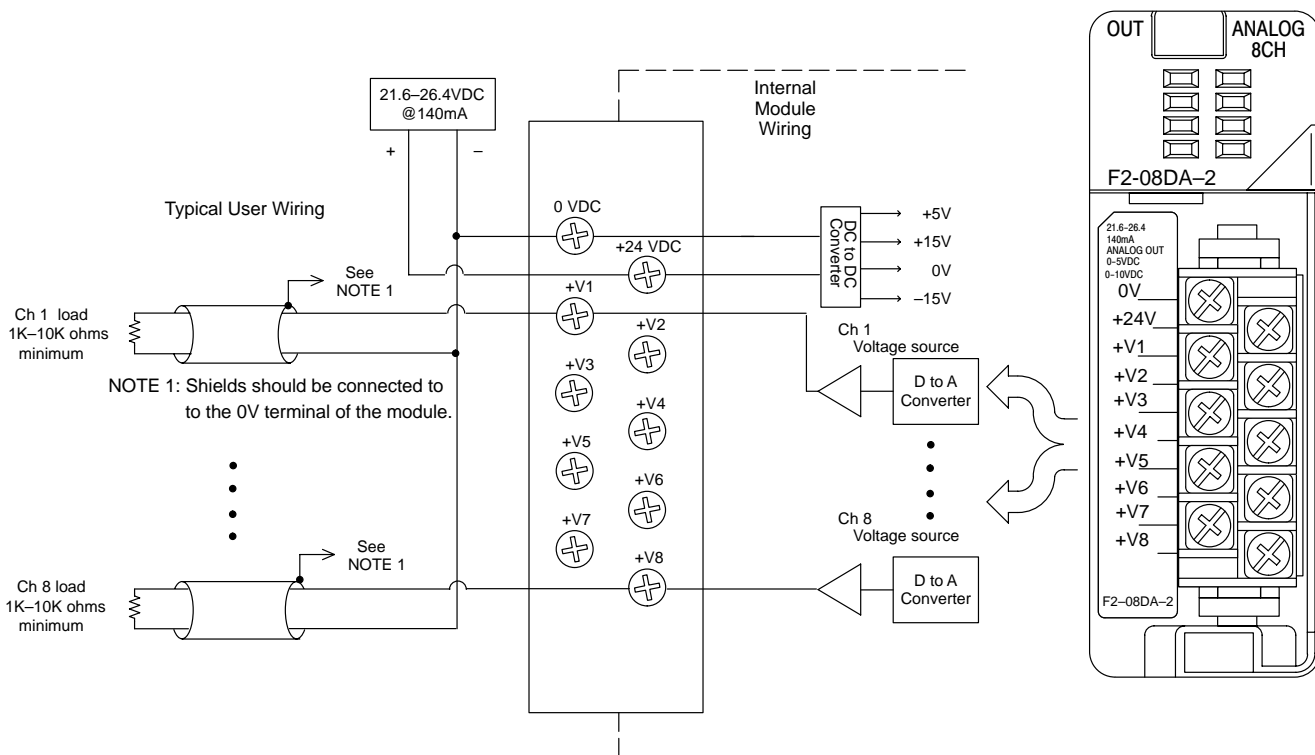 21.6–26.4VDC
@140mA
+
–
Internal
Module
Wiring
Typical User Wiring
0 VDC
+24 VDC
DC to DC
Converter
+5V
+15V
0V
–15V
See
NOTE 1
Ch 1 load
1K–10K ohms
minimum
NOTE 1: Shields should be connected to
to the 0V terminal of the module.
+V1
+V2
+V3
+V4
+V5
+V6
+V7
+V8
Ch 1
Voltage source
D to A
Converter
Ch 8
Voltage source
D to A
Converter
See
NOTE 1
Ch 8 load
1K–10K ohms
minimum
OUT
ANALOG
8CH
F2-08DA–2
21.6–26.4
140mA
ANALOG OUT
0–5VDC
0–10VDC
0V
+24V
+V1
+V2
+V3
+V4
+V5
+V6
+V7
+V8
F2–08DA–2